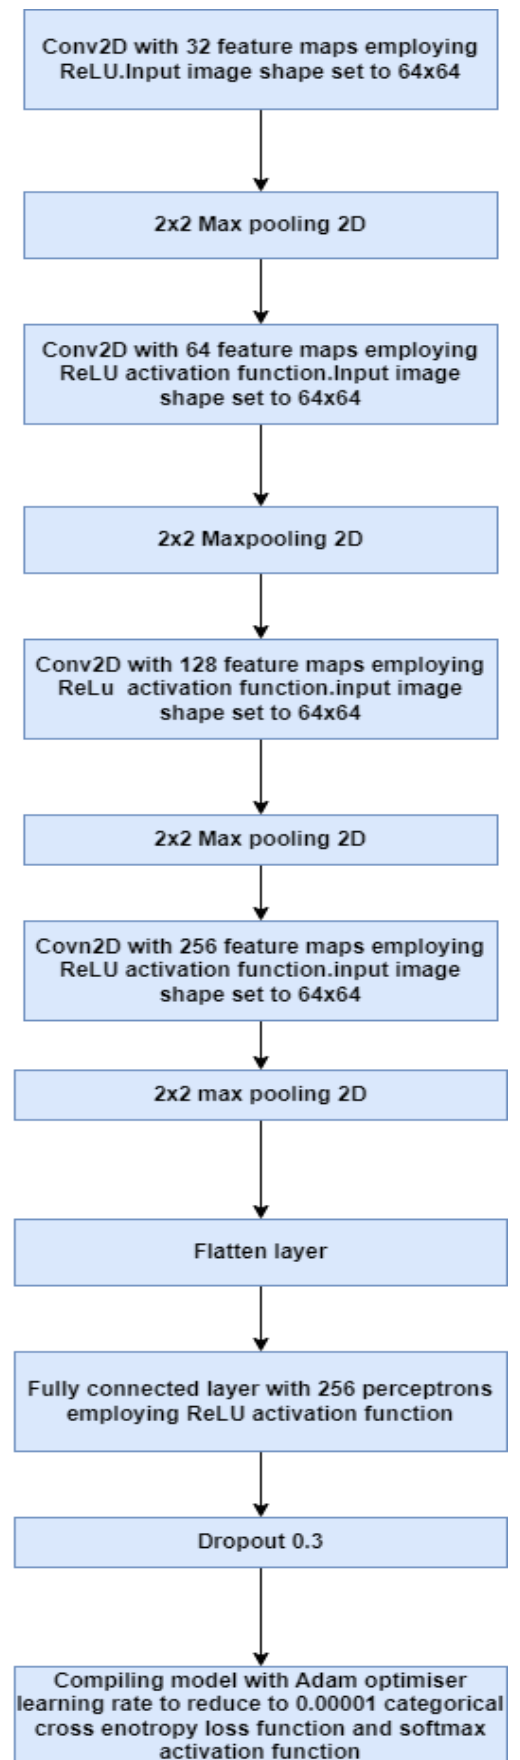 Conv2D with 32 feature maps employing
ReLU.Input image shape set to 64x64
2x2 Max pooling 2D
Conv2D with 64 feature maps employing
ReLU activation function.Input image
shape set to 64x64
2x2 Maxpooling 2D
Conv2D with 128 feature maps employing
ReLu  activation function.input image
shape set to 64x64
2x2 Max pooling 2D
Covn2D with 256 feature maps employing
ReLU activation function.input image
shape set to 64x64
2x2 max pooling 2D
Flatten layer
Fully connected layer with 256 perceptrons
employing ReLU activation function
Dropout 0.3
Compiling model with Adam optimiser
learning rate to reduce to 0.00001 categorical
cross enotropy loss function and softmax
activation function